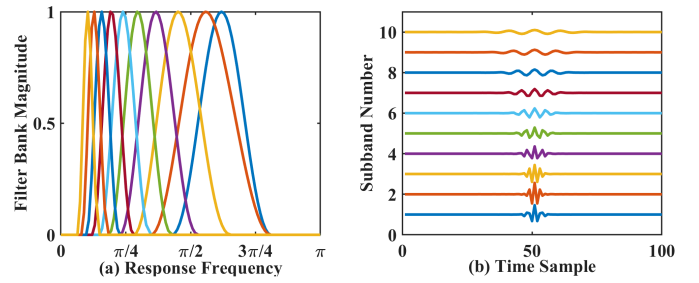 Filter Bank Magnitude
1
0.5
0
0 π/4 π/2 3π/4 π
(a) Response Frequency
Subband Number
10
8
6
4
2
0
0 50 100
(b) Time Sample